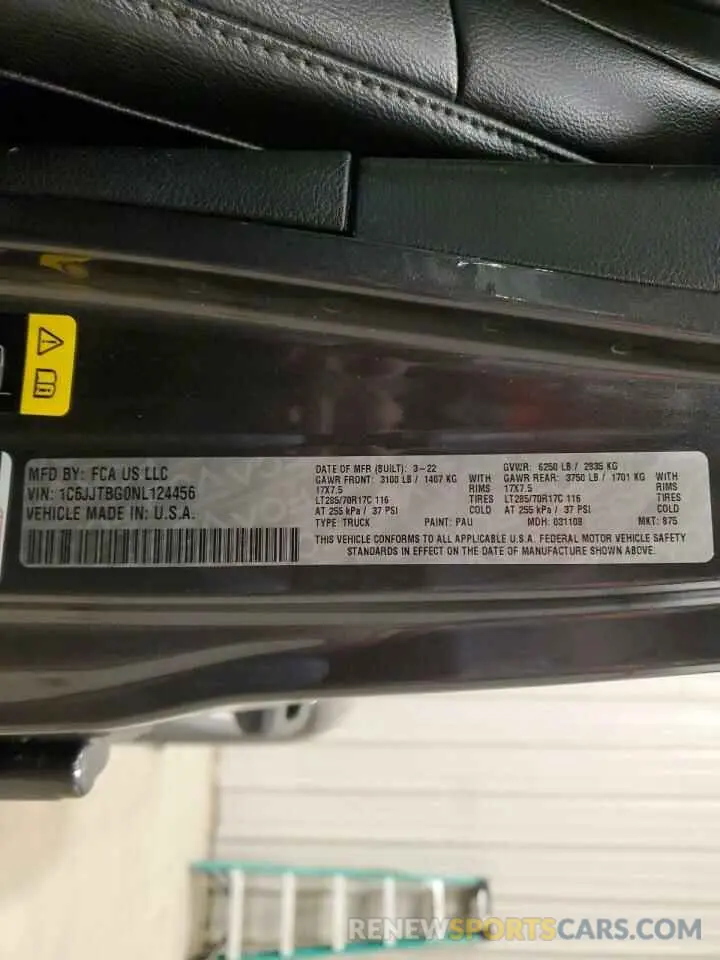 MFD BY: FCA US LLC
VIN: 1C6JJTBG0NL124456
VEHICLE MADE IN: U.S.A.
DATE OF MFR (BUILT): 3-22
GAWR FRONT: 3100 LB / 1407 KG WITH
17X7.5 RIMS
LT285/70R17C 116 TIRES
AT 255 kPa / 37 PSI COLD
TYPE: TRUCK PAINT: PAU
GVWR: 6250 LB / 2835 KG
GAWR REAR: 3750 LB / 1701 KG WITH
17X7.5 RIMS
LT285/70R17C 116 TIRES
AT 255 kPa / 37 PSI COLD
MDH: 031108 MKT: 875
THIS VEHICLE CONFORMS TO ALL APPLICABLE U.S.A. FEDERAL MOTOR VEHICLE SAFETY
STANDARDS IN EFFECT ON THE DATE OF MANUFACTURE SHOWN ABOVE.
RENEWSPORTSCARS.COM